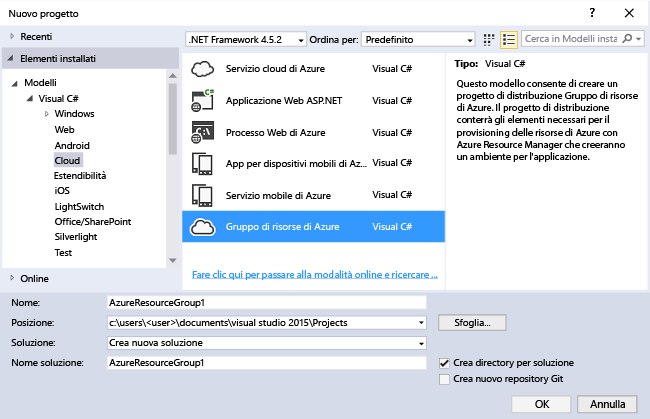 Nuovo progetto
?
Recenti
.NET Framework 4.5.2
Ordina per:
Predefinito
Cerca in Modelli insta
Elementi installati
Modelli
Visual C#
Windows
Web
Android
Cloud
Estendibilità
iOS
LightSwitch
Office/SharePoint
Silverlight
Test
Online
Servizio cloud di Azure Visual C#
Applicazione Web ASP.NET Visual C#
Processo Web di Azure Visual C#
App per dispositivi mobili di Az... Visual C#
Servizio mobile di Azure Visual C#
Gruppo di risorse di Azure Visual C#
Fare clic qui per passare alla modalità online e ricercare ...
Tipo: Visual C#
Questo modello consente di creare un
progetto di distribuzione Gruppo di risorse
di Azure. Il progetto di distribuzione
conterrà gli elementi necessari per il
provisioning delle risorse di Azure con
Azure Resource Manager che creeranno
un ambiente per l'applicazione.
Nome: AzureResourceGroup1
Posizione: c:\users\<user>\documents\visual studio 2015\Projects Sfoglia...
Soluzione: Crea nuova soluzione
Nome soluzione: AzureResourceGroup1
Crea directory per soluzione
Crea nuovo repository Git
OK Annulla